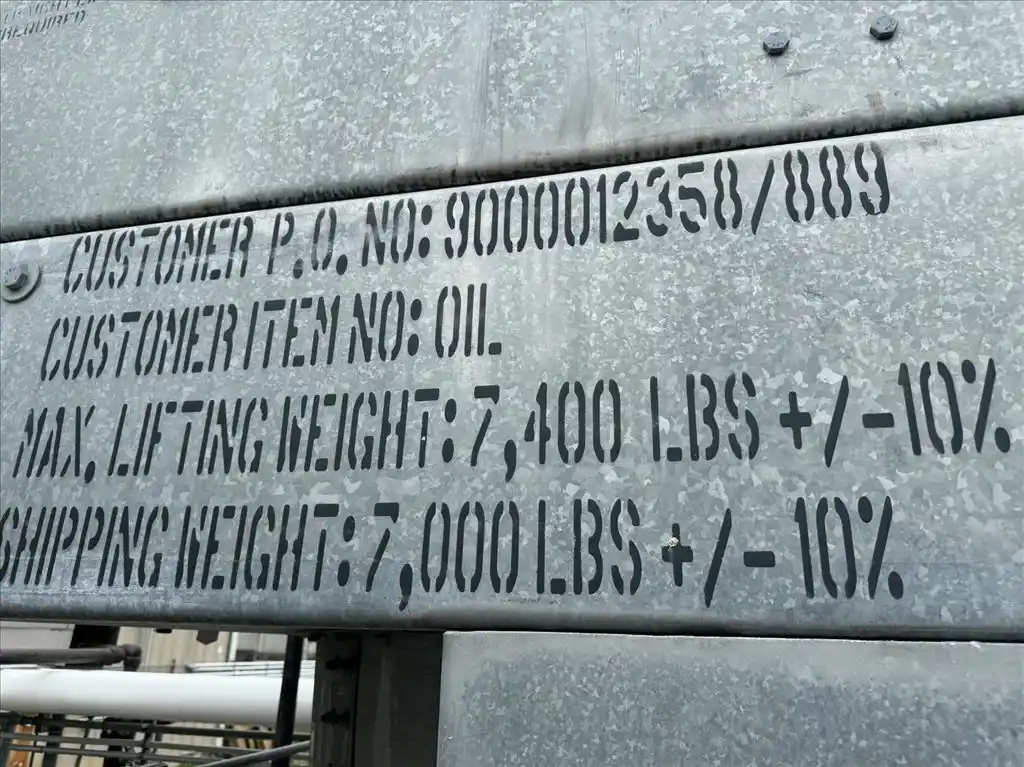 REQUIRED
CUSTOMER P.O. NO: 9000012358/889
CUSTOMER ITEM NO: OIL
MAX. LIFTING WEIGHT: 7,400 LBS +/-10%
SHIPPING WEIGHT: 7,000 LBS +/-10%